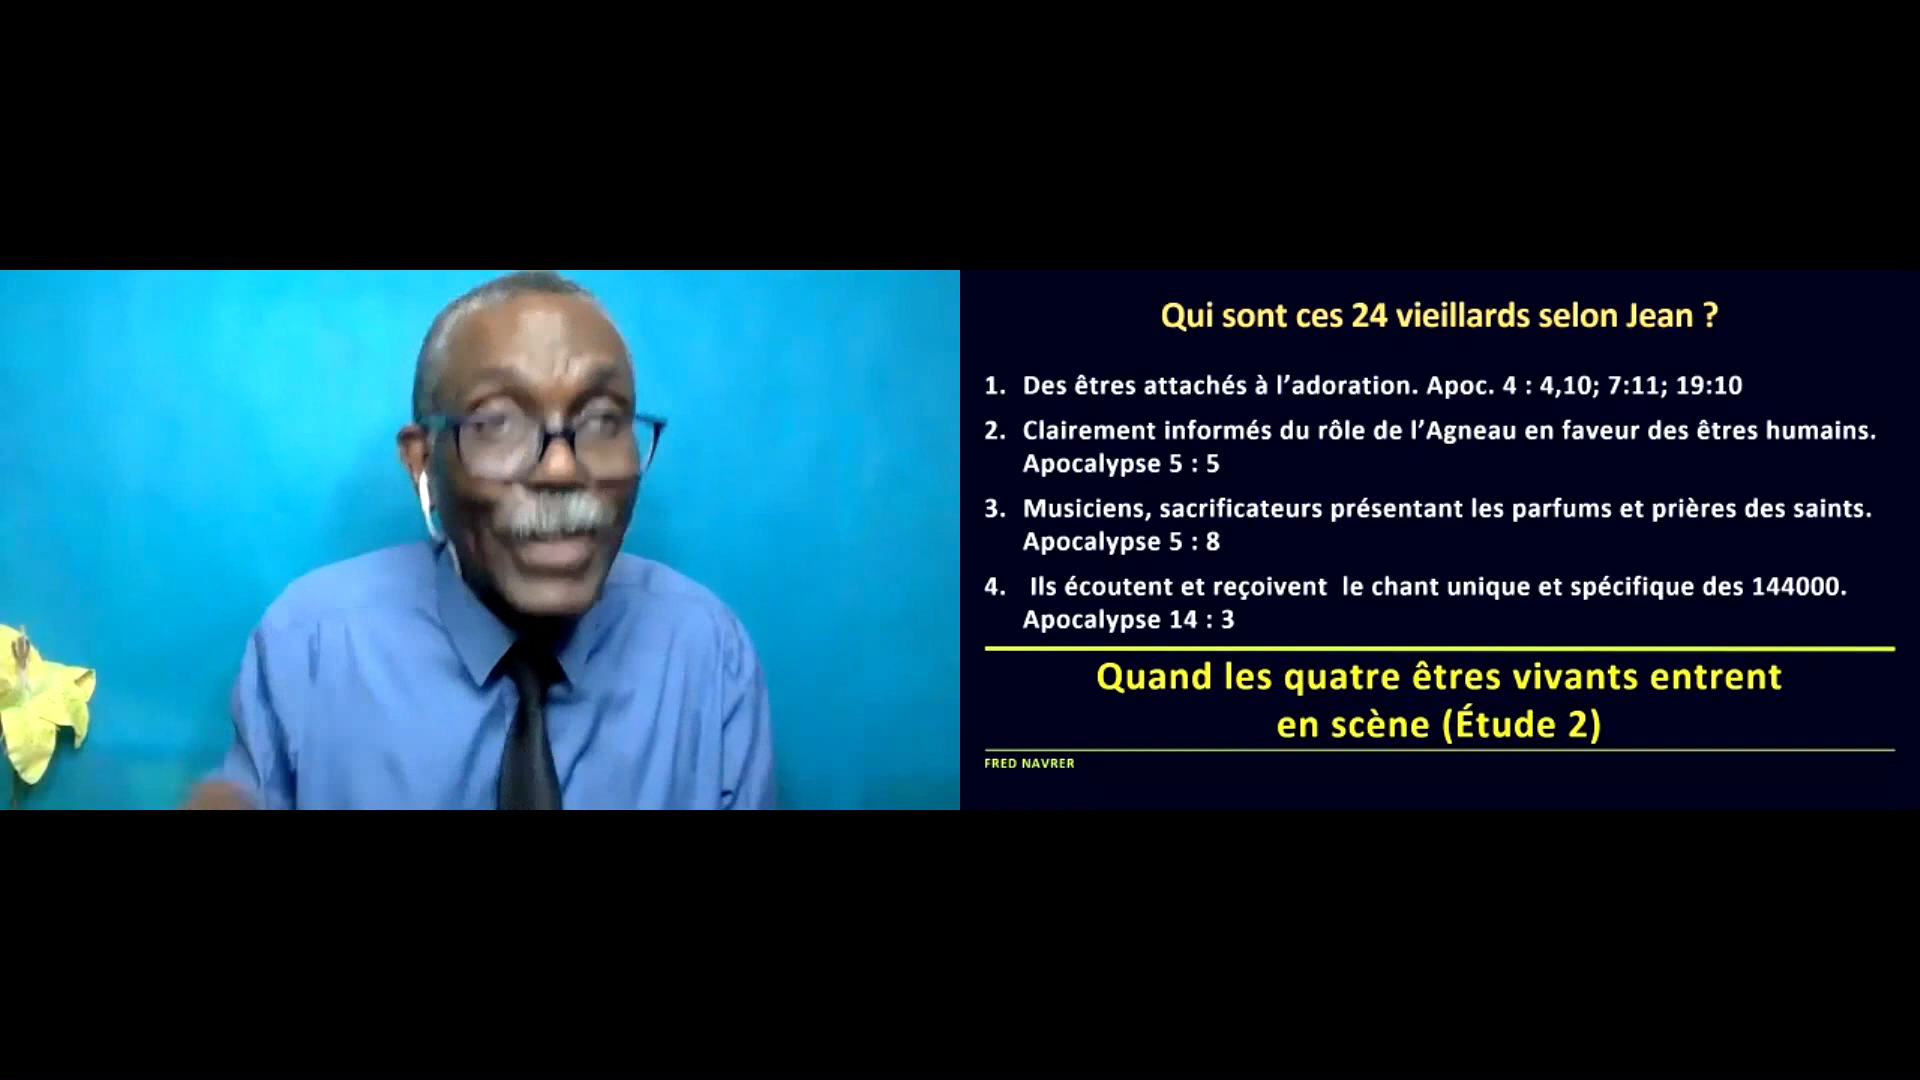 Qui sont ces 24 vieillards selon Jean ?
1. Des êtres attachés à l’adoration. Apoc. 4 : 4,10; 7:11; 19:10
2. Clairement informés du rôle de l’Agneau en faveur des êtres humains.
Apocalypse 5 : 5
3. Musiciens, sacrificateurs présentant les parfums et prières des saints.
Apocalypse 5 : 8
4. Ils écoutent et reçoivent le chant unique et spécifique des 144000.
Apocalypse 14 : 3
Quand les quatre êtres vivants entrent
en scène (Étude 2)
FRED NAVRER